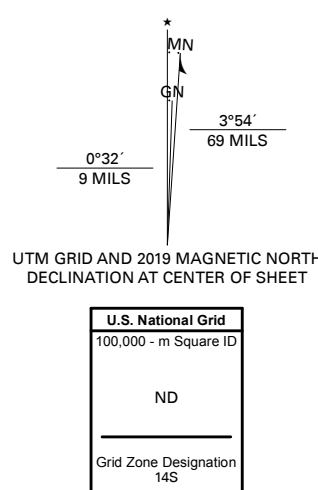 ★
MN
GN
3°54´
69 MILS
0°32´
9 MILS
UTM GRID AND 2019 MAGNETIC NORTH
DECLINATION AT CENTER OF SHEET
U.S. National Grid
100,000 - m Square ID
ND
Grid Zone Designation
14S